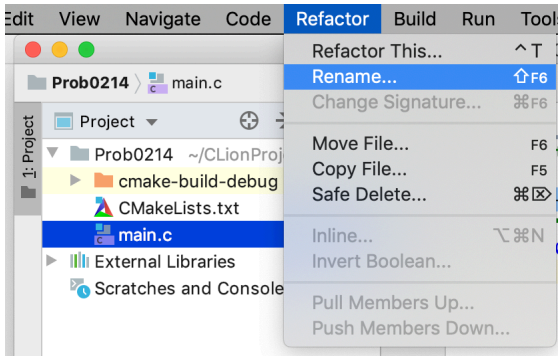 Edit View Navigate Code Refactor Build Run Tool
Prob0214 main.c
1: Project
Project
Prob0214 ~/CLionProj
cmake-build-debug
CMakeLists.txt
main.c
External Libraries
Scratches and Console
Refactor This... ^T
Rename... ⇧F6
Change Signature... ⌘F6
Move File... F6
Copy File... F5
Safe Delete... ⌘⌦
Inline... ⌥⌘N
Invert Boolean...
Pull Members Up...
Push Members Down...